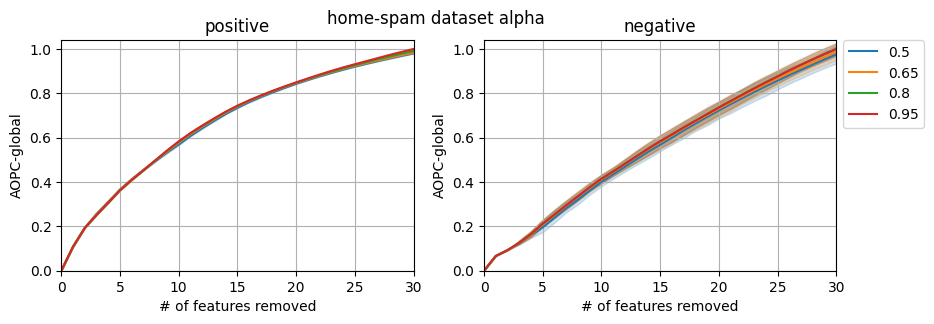 home-spam dataset alpha
positive
AOPC-global
1.0
0.8
0.6
0.4
0.2
0.0
0 5 10 15 20 25 30
# of features removed
negative
AOPC-global
1.0
0.8
0.6
0.4
0.2
0.0
0 5 10 15 20 25 30
# of features removed
0.5
0.65
0.8
0.95